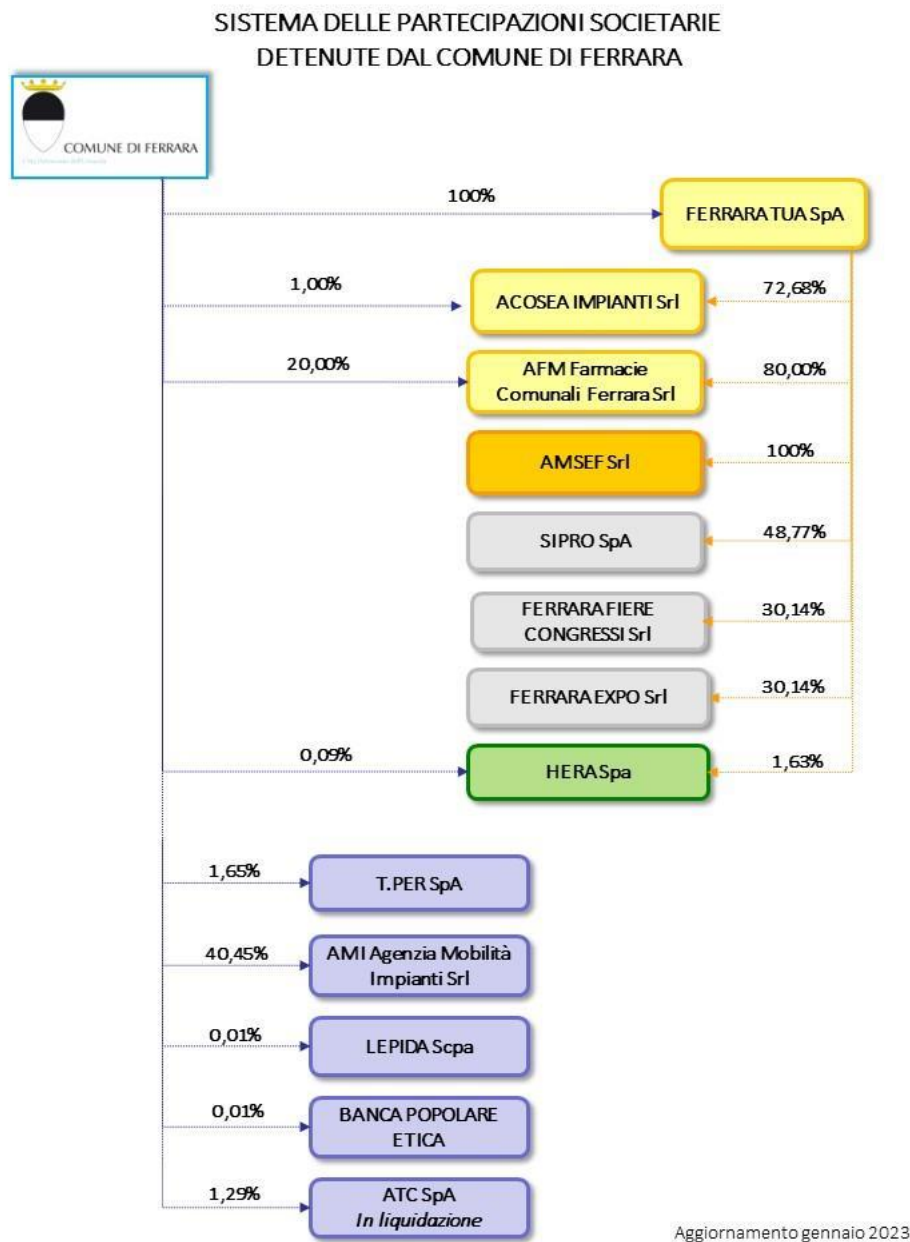 SISTEMA DELLE PARTECIPAZIONI SOCIETARIE
DETENUTE DAL COMUNE DI FERRARA
COMUNE DI FERRARA
100%
FERRARA TUA SpA
1,00%
ACOSEA IMPIANTI Srl
72,68%
20,00%
AFM Farmacie
Comunali Ferrara Srl
80,00%
AMSEF Srl
100%
SIPRO SpA
48,77%
FERRARA FIERE
CONGRESSI Srl
30,14%
FERRARA EXPO Srl
30,14%
0,09%
HERA Spa
1,63%
1,65%
T.PER SpA
40,45%
AMI Agenzia Mobilità
Impianti Srl
0,01%
LEPIDA Scpa
0,01%
BANCA POPOLARE
ETICA
1,29%
ATC SpA
In liquidazione
Aggiornamento gennaio 2023